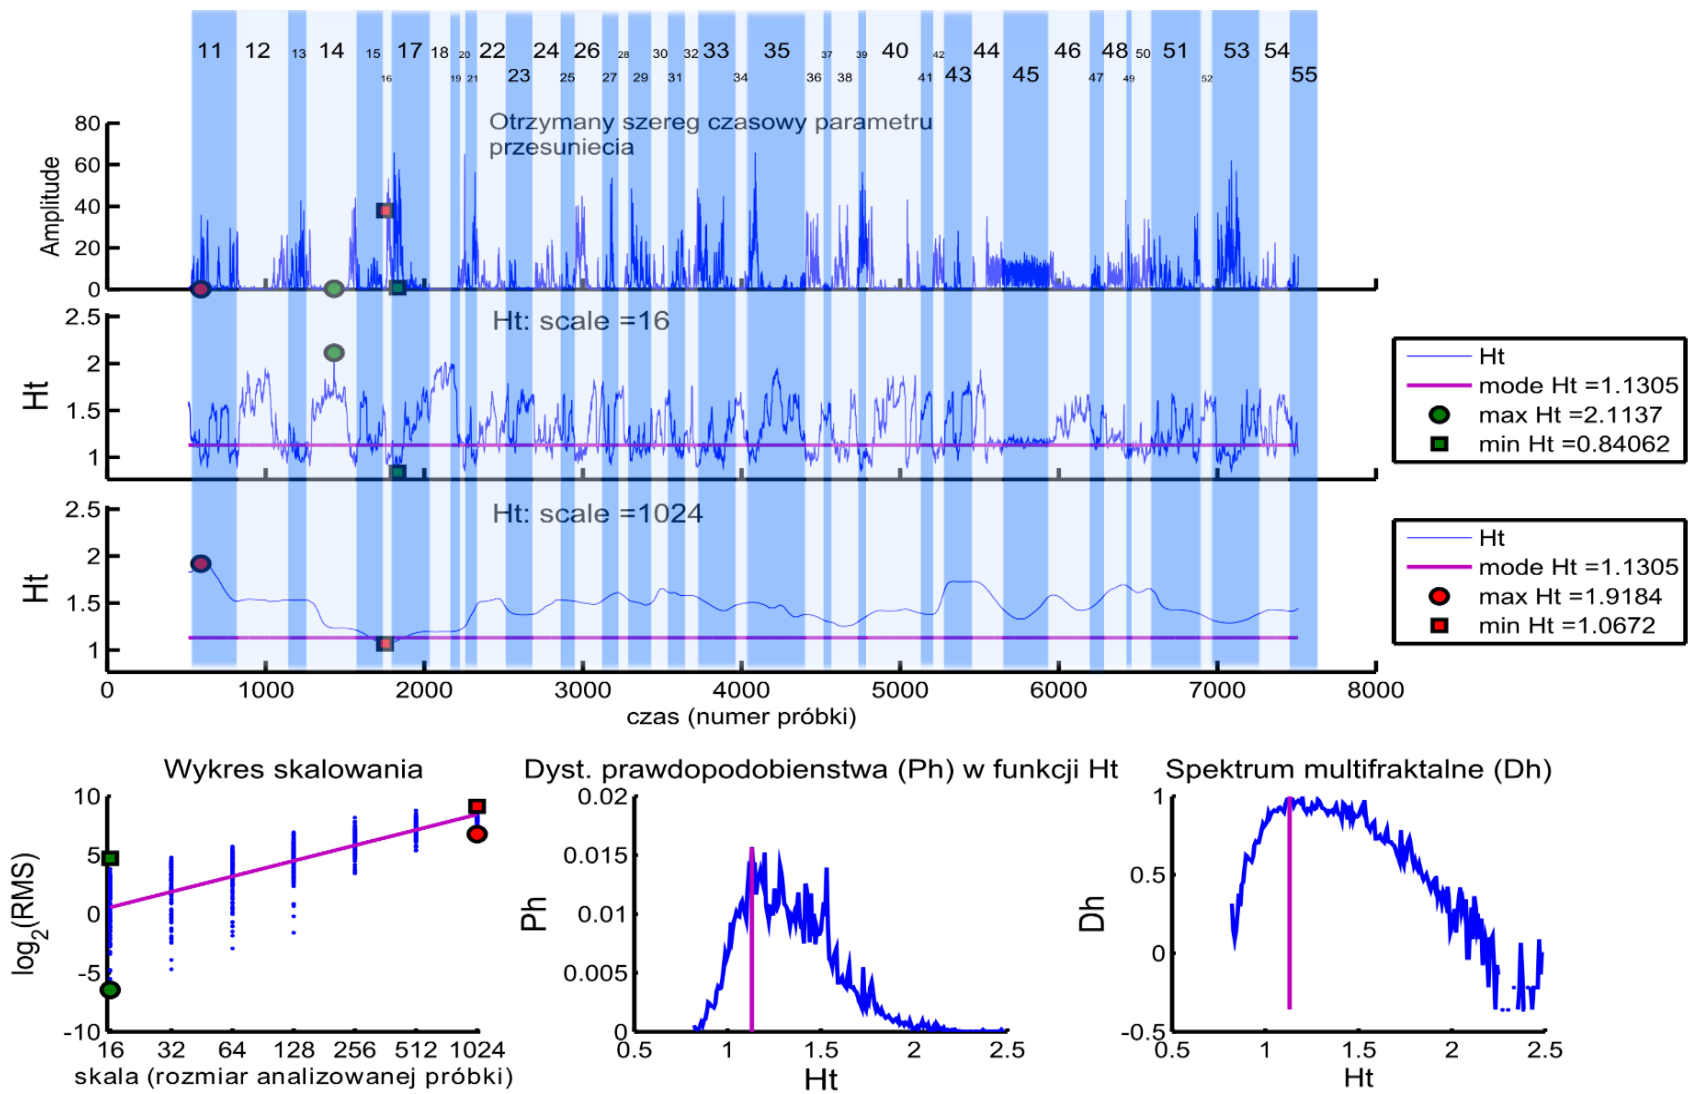 11 12 13 14 15 17 18 20 22 24 26 28 30 32 33 35 37 39 40 42 44 46 48 50 51 53 54
16 19 21 23 25 27 29 31 34 36 38 41 43 45 47 49 52 55
Otrzymany szereg czasowy parametru
przesuniecia
80
60
40
20
0
Amplitude
Ht: scale =16
2.5
2
1.5
1
Ht
Ht
mode Ht =1.1305
max Ht =2.1137
min Ht =0.84062
Ht: scale =1024
2.5
2
1.5
1
Ht
Ht
mode Ht =1.1305
max Ht =1.9184
min Ht =1.0672
0 1000 2000 3000 4000 5000 6000 7000 8000
czas (numer próbki)
Wykres skalowania
10
5
0
-5
-10
log2(RMS)
16 32 64 128 256 512 1024
skala (rozmiar analizowanej próbki)
Dyst. prawdopodobienstwa (Ph) w funkcji Ht
0.02
0.015
0.01
0.005
0
Ph
0.5 1 1.5 2 2.5
Ht
Spektrum multifraktalne (Dh)
1
0.5
0
-0.5
Dh
0.5 1 1.5 2 2.5
Ht